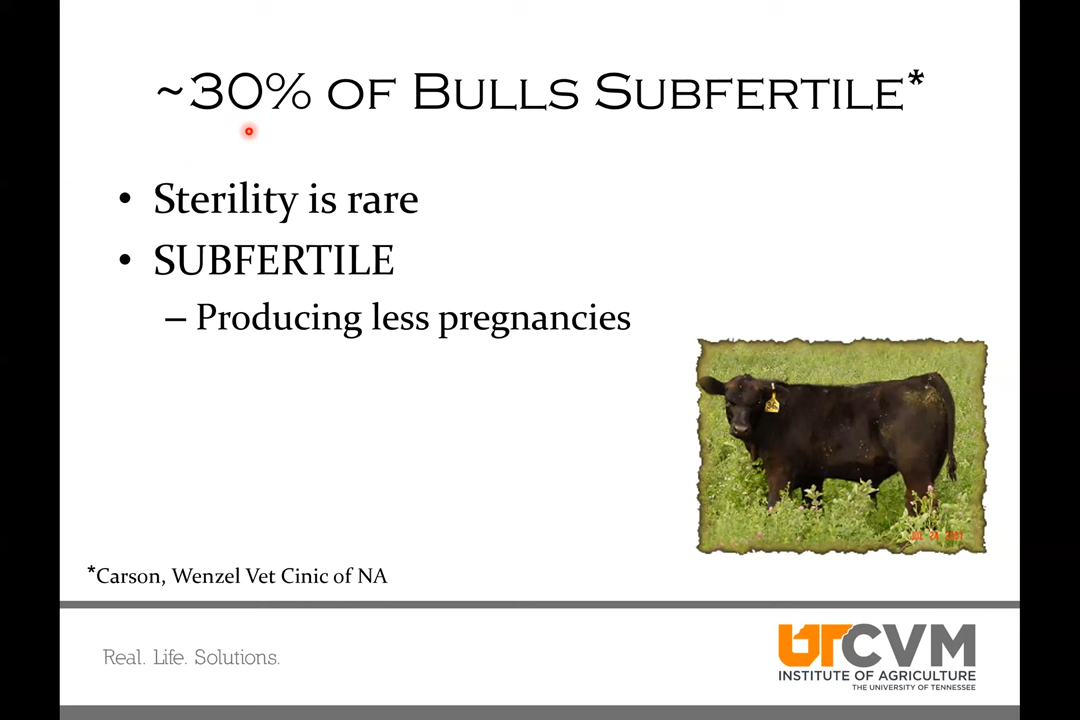 ~30% of Bulls Subfertile*
• Sterility is rare
• SUBFERTILE
– Producing less pregnancies
*Carson, Wenzel Vet Cinic of NA
Real. Life. Solutions.
UTCVM
INSTITUTE OF AGRICULTURE
THE UNIVERSITY OF TENNESSEE